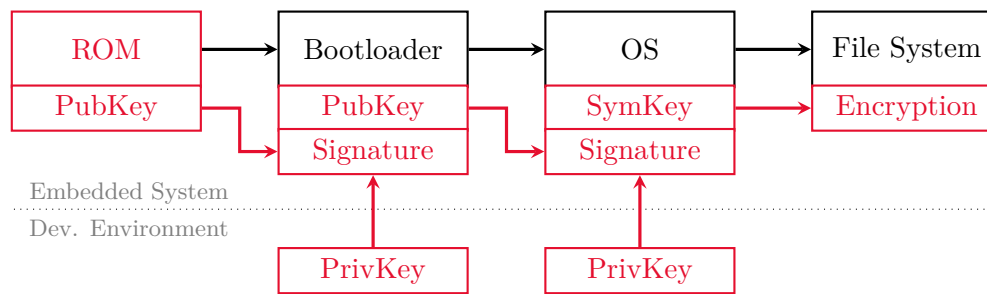 ROM Bootloader OS File System
PubKey PubKey SymKey Encryption
Signature Signature
Embedded System
Dev. Environment
PrivKey PrivKey